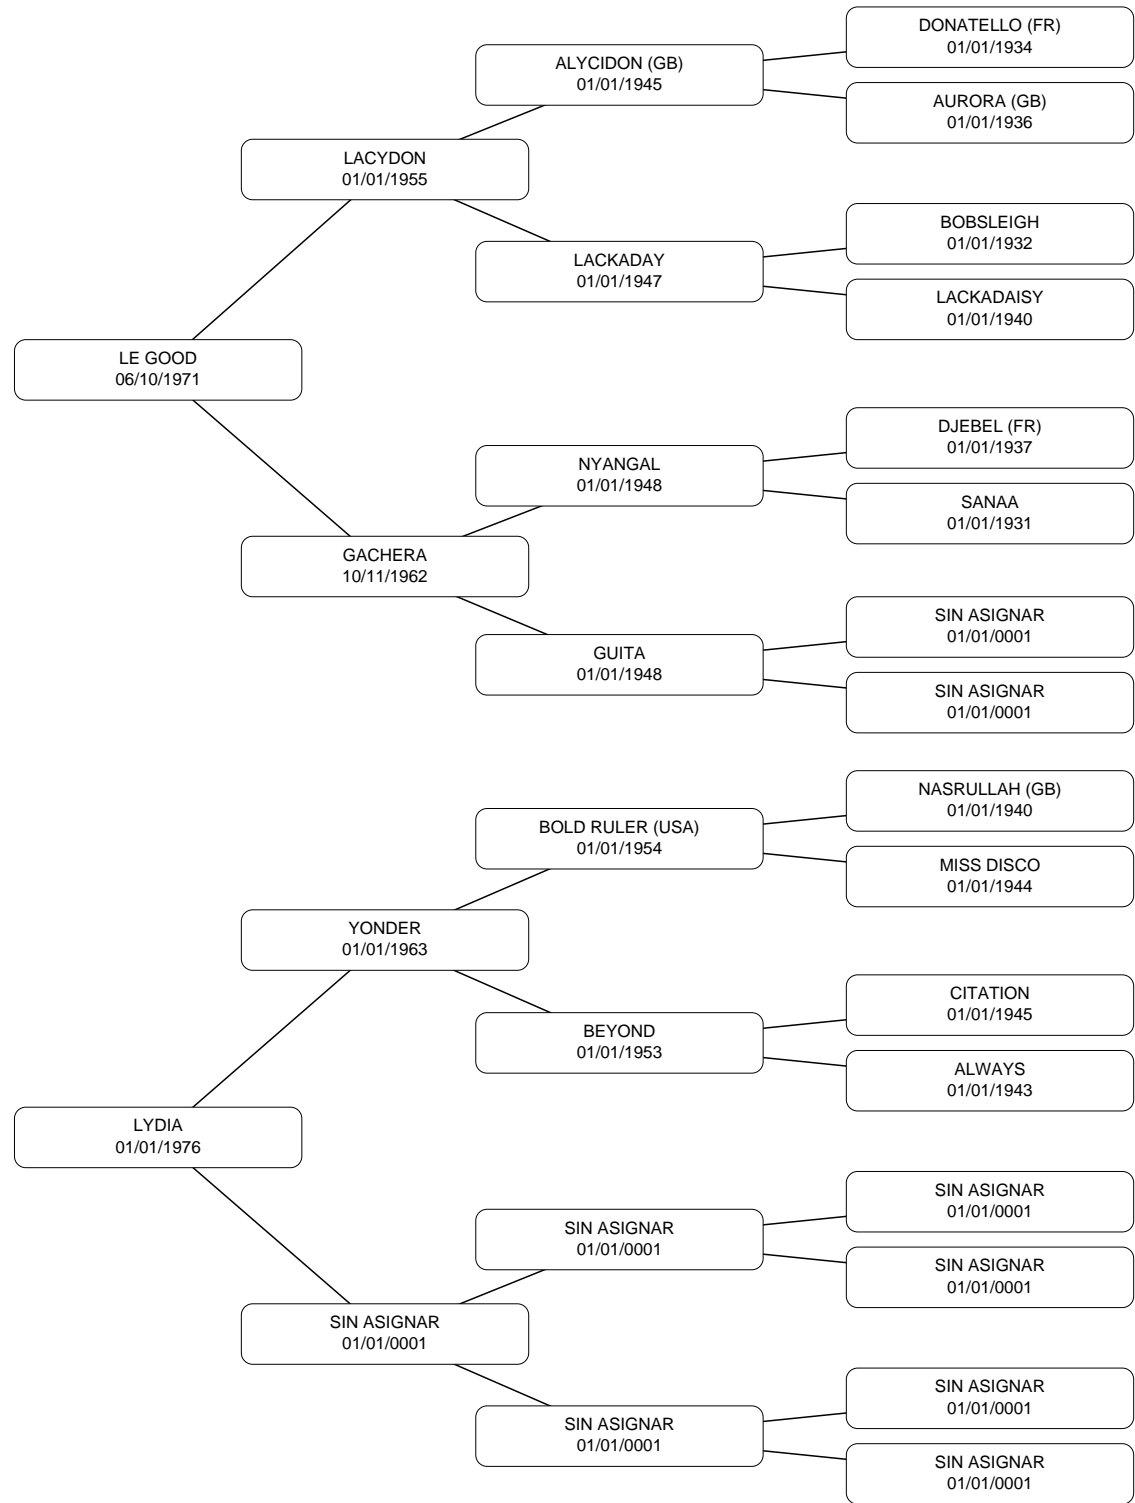 DONATELLO (FR)
01/01/1934
ALYCIDON (GB)
01/01/1945
AURORA (GB)
01/01/1936
LACYDON
01/01/1955
BOBSLEIGH
01/01/1932
LACKADAY
01/01/1947
LACKADAISY
01/01/1940
LE GOOD
06/10/1971
DJEBEL (FR)
01/01/1937
NYANGAL
01/01/1948
SANAA
01/01/1931
GACHERA
10/11/1962
SIN ASIGNAR
01/01/0001
GUITA
01/01/1948
SIN ASIGNAR
01/01/0001
NASRULLAH (GB)
01/01/1940
BOLD RULER (USA)
01/01/1954
MISS DISCO
01/01/1944
YONDER
01/01/1963
CITATION
01/01/1945
BEYOND
01/01/1953
ALWAYS
01/01/1943
LYDIA
01/01/1976
SIN ASIGNAR
01/01/0001
SIN ASIGNAR
01/01/0001
SIN ASIGNAR
01/01/0001
SIN ASIGNAR
01/01/0001
SIN ASIGNAR
01/01/0001
SIN ASIGNAR
01/01/0001
SIN ASIGNAR
01/01/0001